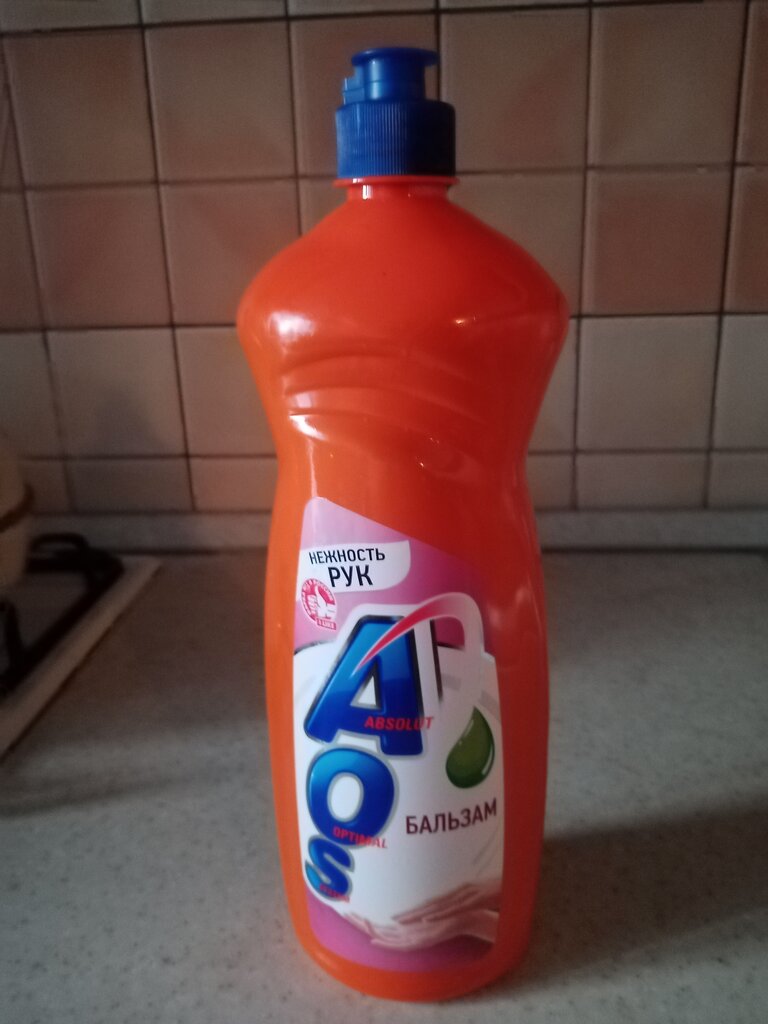 НЕЖНОСТЬ
РУК
AOS
ABSOLUT
OPTIMAL
БАЛЬЗАМ